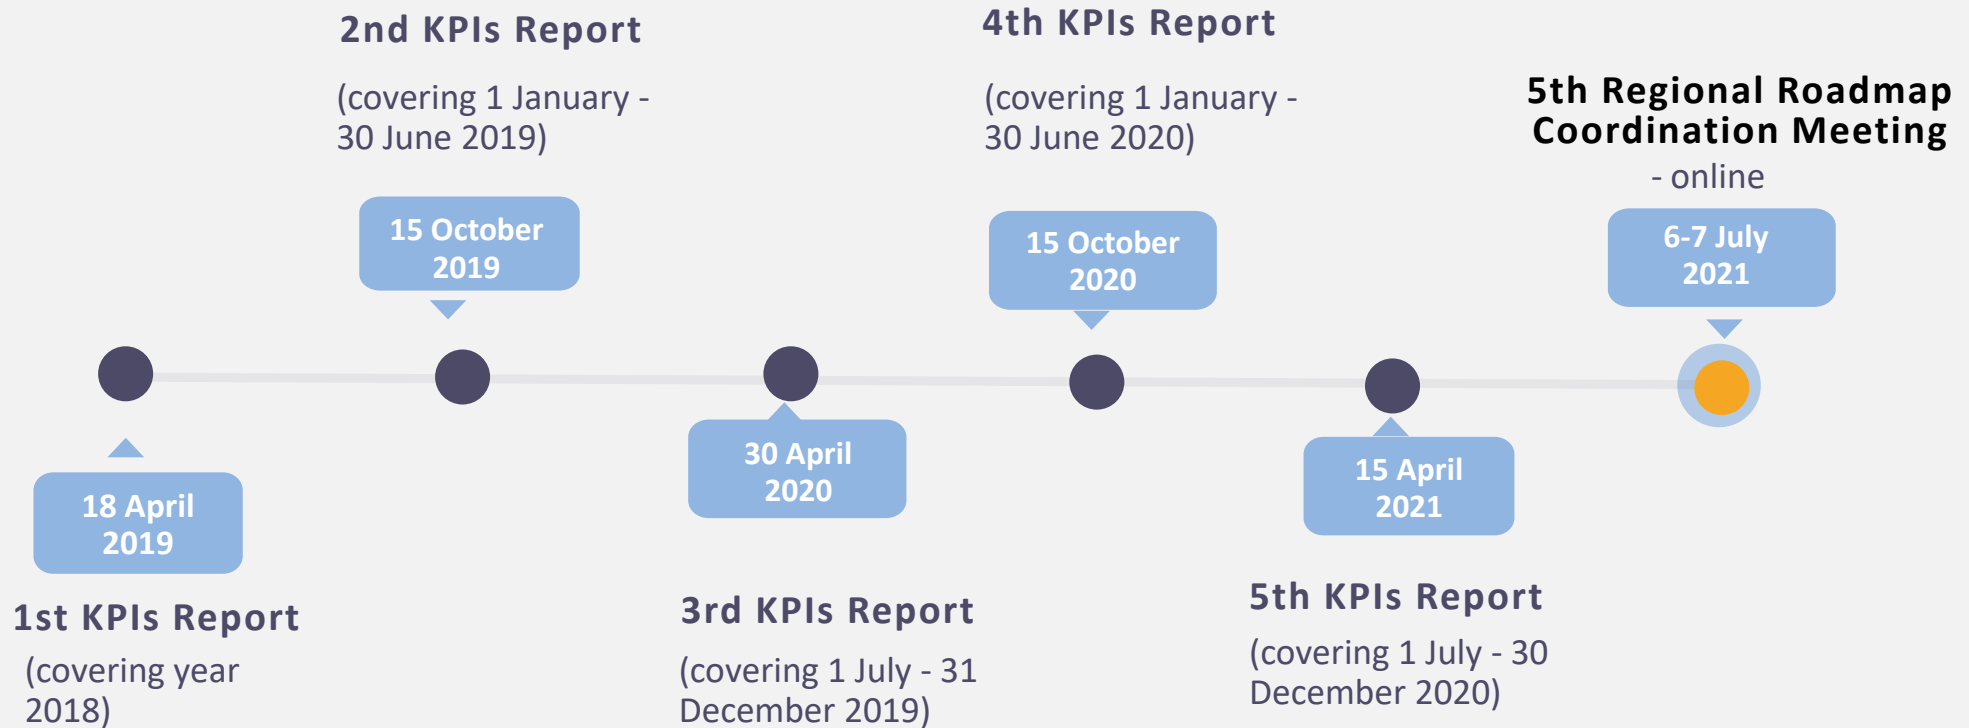 2nd KPIs Report
(covering 1 January -
30 June 2019)
15 October
2019
4th KPIs Report
(covering 1 January -
30 June 2020)
15 October
2020
5th Regional Roadmap
Coordination Meeting
- online
6-7 July
2021
18 April
2019
1st KPIs Report
(covering year
2018)
30 April
2020
3rd KPIs Report
(covering 1 July - 31
December 2019)
15 April
2021
5th KPIs Report
(covering 1 July - 30
December 2020)